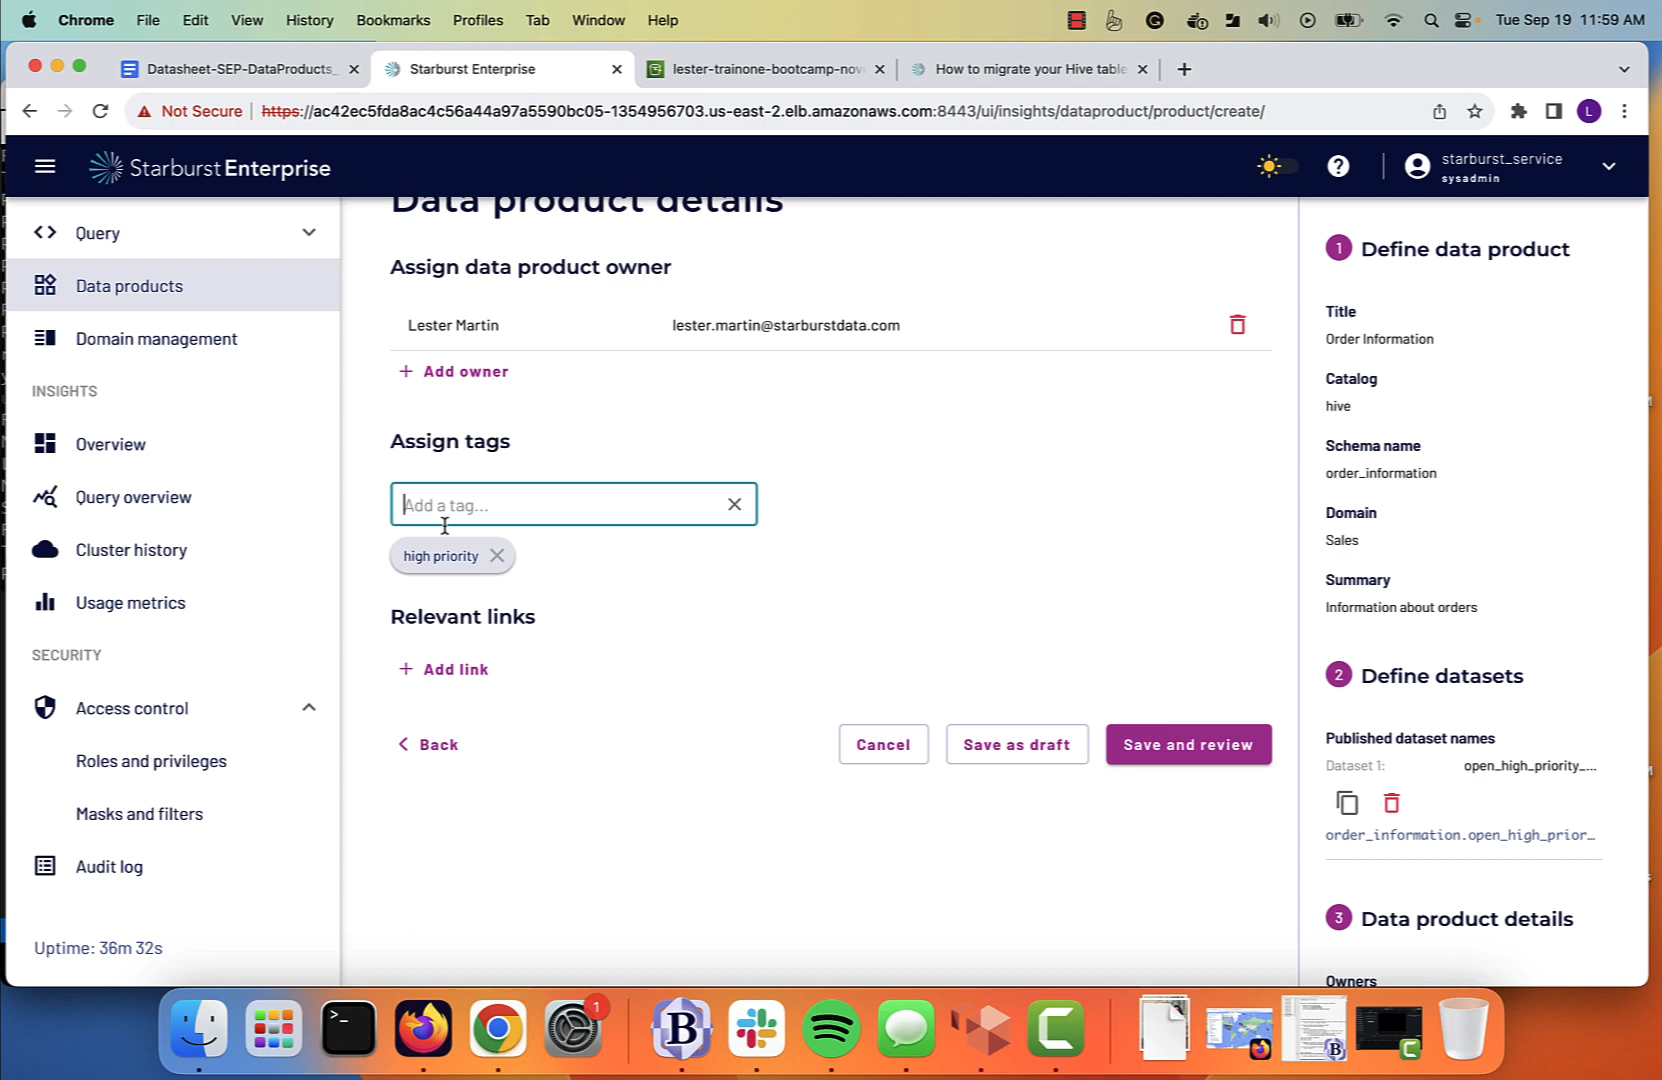 Chrome File Edit View History Bookmarks Profiles Tab Window Help Tue Sep 19 11:59 AM
Datasheet-SEP-DataProducts_ Starburst Enterprise lester-trainone-bootcamp-nov How to migrate your Hive table
Not Secure https://ac42ec5fda8ac4c56a44a97a5590bc05-1354956703.us-east-2.elb.amazonaws.com:8443/ui/insights/dataproduct/product/create/ L
Starburst Enterprise
starburst_service
sysadmin
Query
Data products
Domain management
INSIGHTS
Overview
Query overview
Cluster history
Usage metrics
SECURITY
Access control
Roles and privileges
Masks and filters
Audit log
Uptime: 36m 32s
Data product details
Assign data product owner
Lester Martin lester.martin@starburstdata.com
+ Add owner
Assign tags
Add a tag...
high priority
Relevant links
+ Add link
Back Cancel Save as draft Save and review
1 Define data product
Title
Order Information
Catalog
hive
Schema name
order_information
Domain
Sales
Summary
Information about orders
2 Define datasets
Published dataset names
Dataset 1: open_high_priority_...
order_information.open_high_prior...
3 Data product details
Owners
1